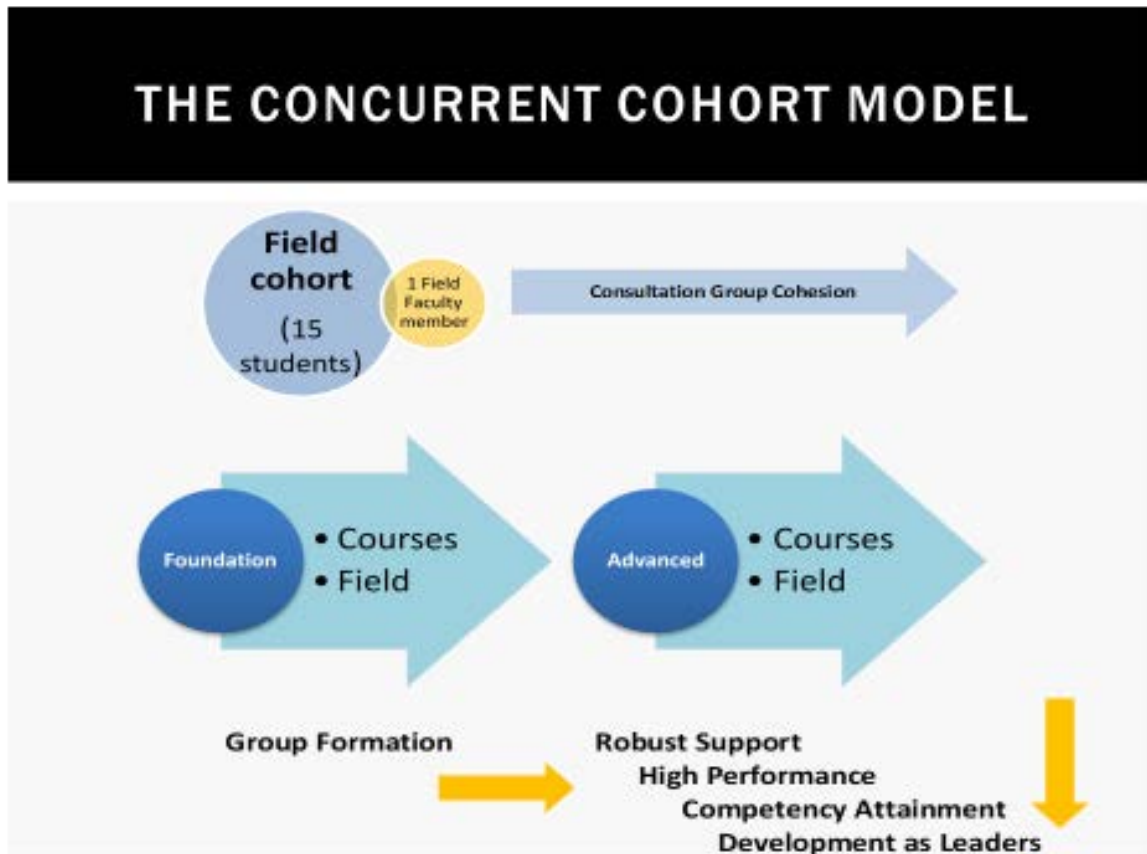 THE CONCURRENT COHORT MODEL
Field
cohort
(15
students)
1 Field
Faculty
member
Consultation Group Cohesion
Foundation
• Courses
• Field
Advanced
• Courses
• Field
Group Formation
Robust Support
High Performance
Competency Attainment
Development as Leaders